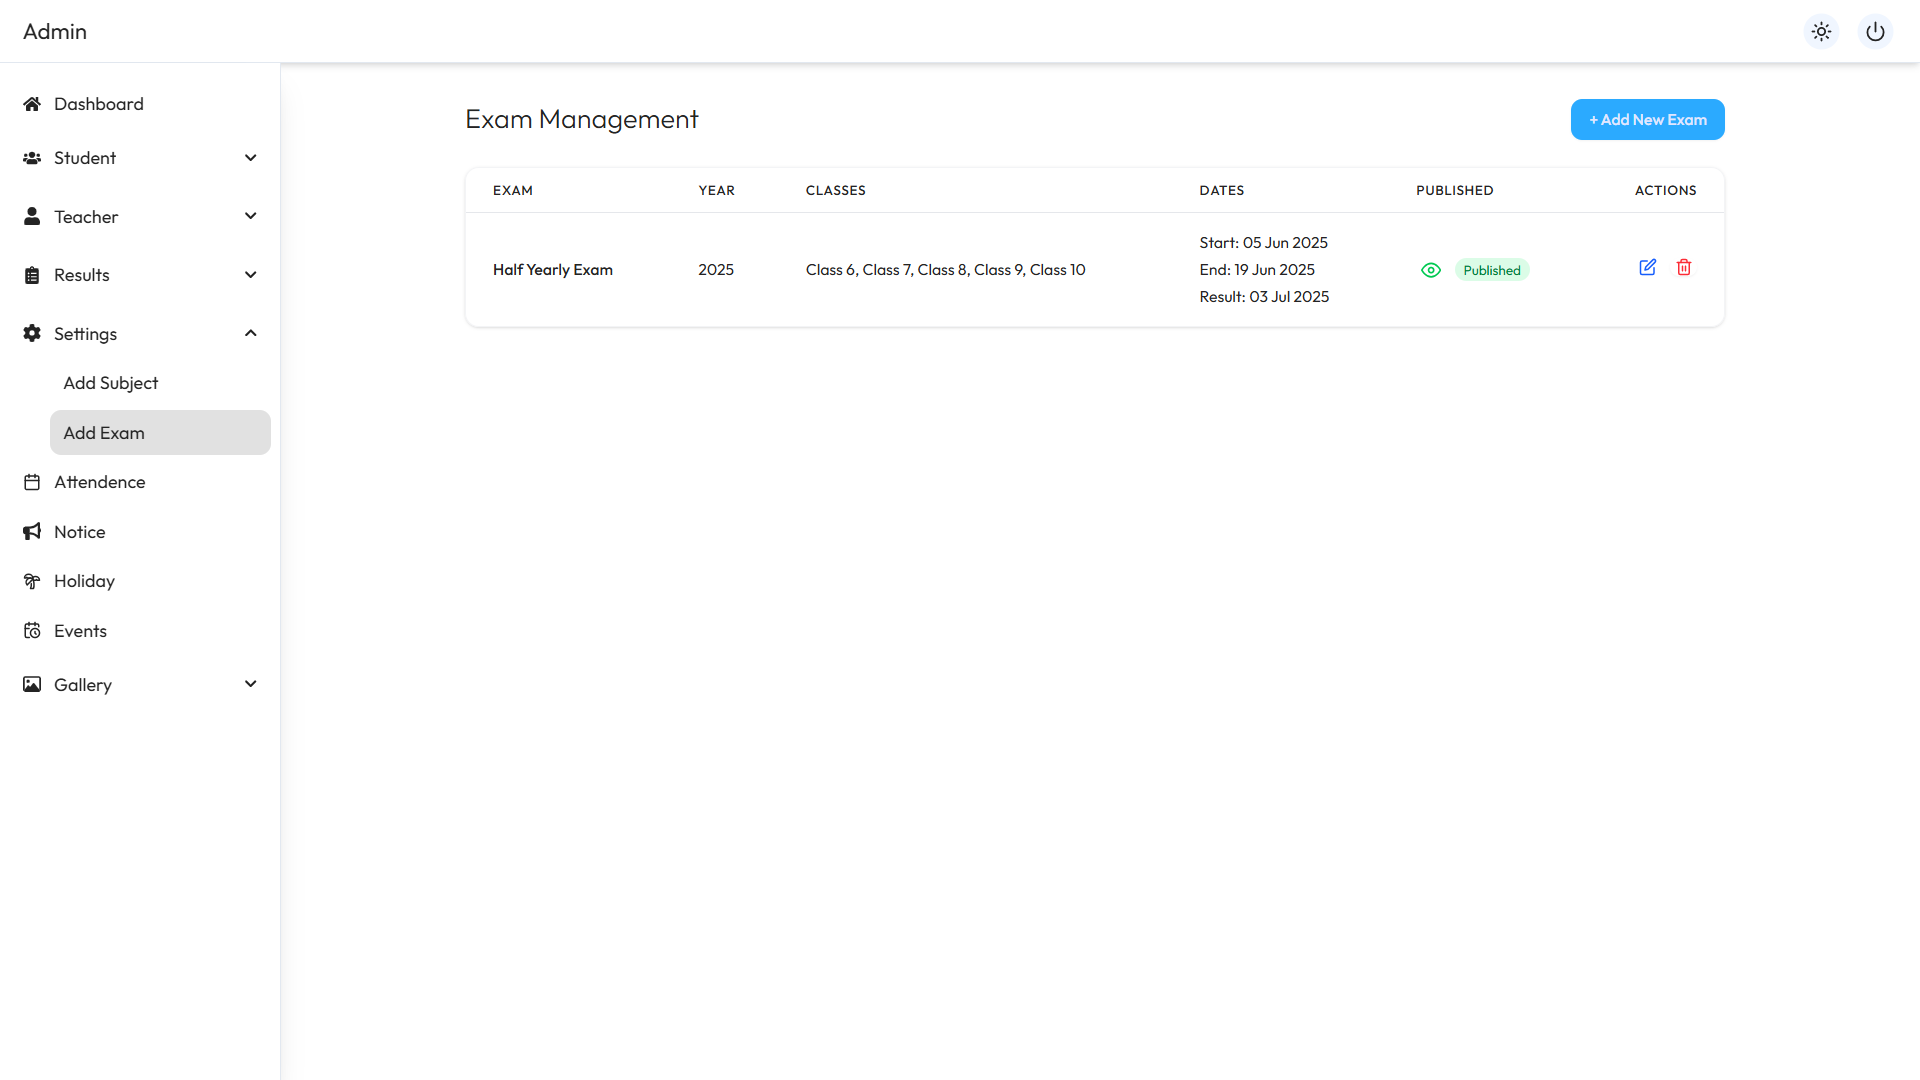 Admin
Dashboard
Student
Teacher
Results
Settings
Add Subject
Add Exam
Attendence
Notice
Holiday
Events
Gallery
Exam Management
+ Add New Exam
EXAM YEAR CLASSES DATES PUBLISHED ACTIONS
Half Yearly Exam 2025 Class 6, Class 7, Class 8, Class 9, Class 10
Start: 05 Jun 2025
End: 19 Jun 2025
Result: 03 Jul 2025
Published